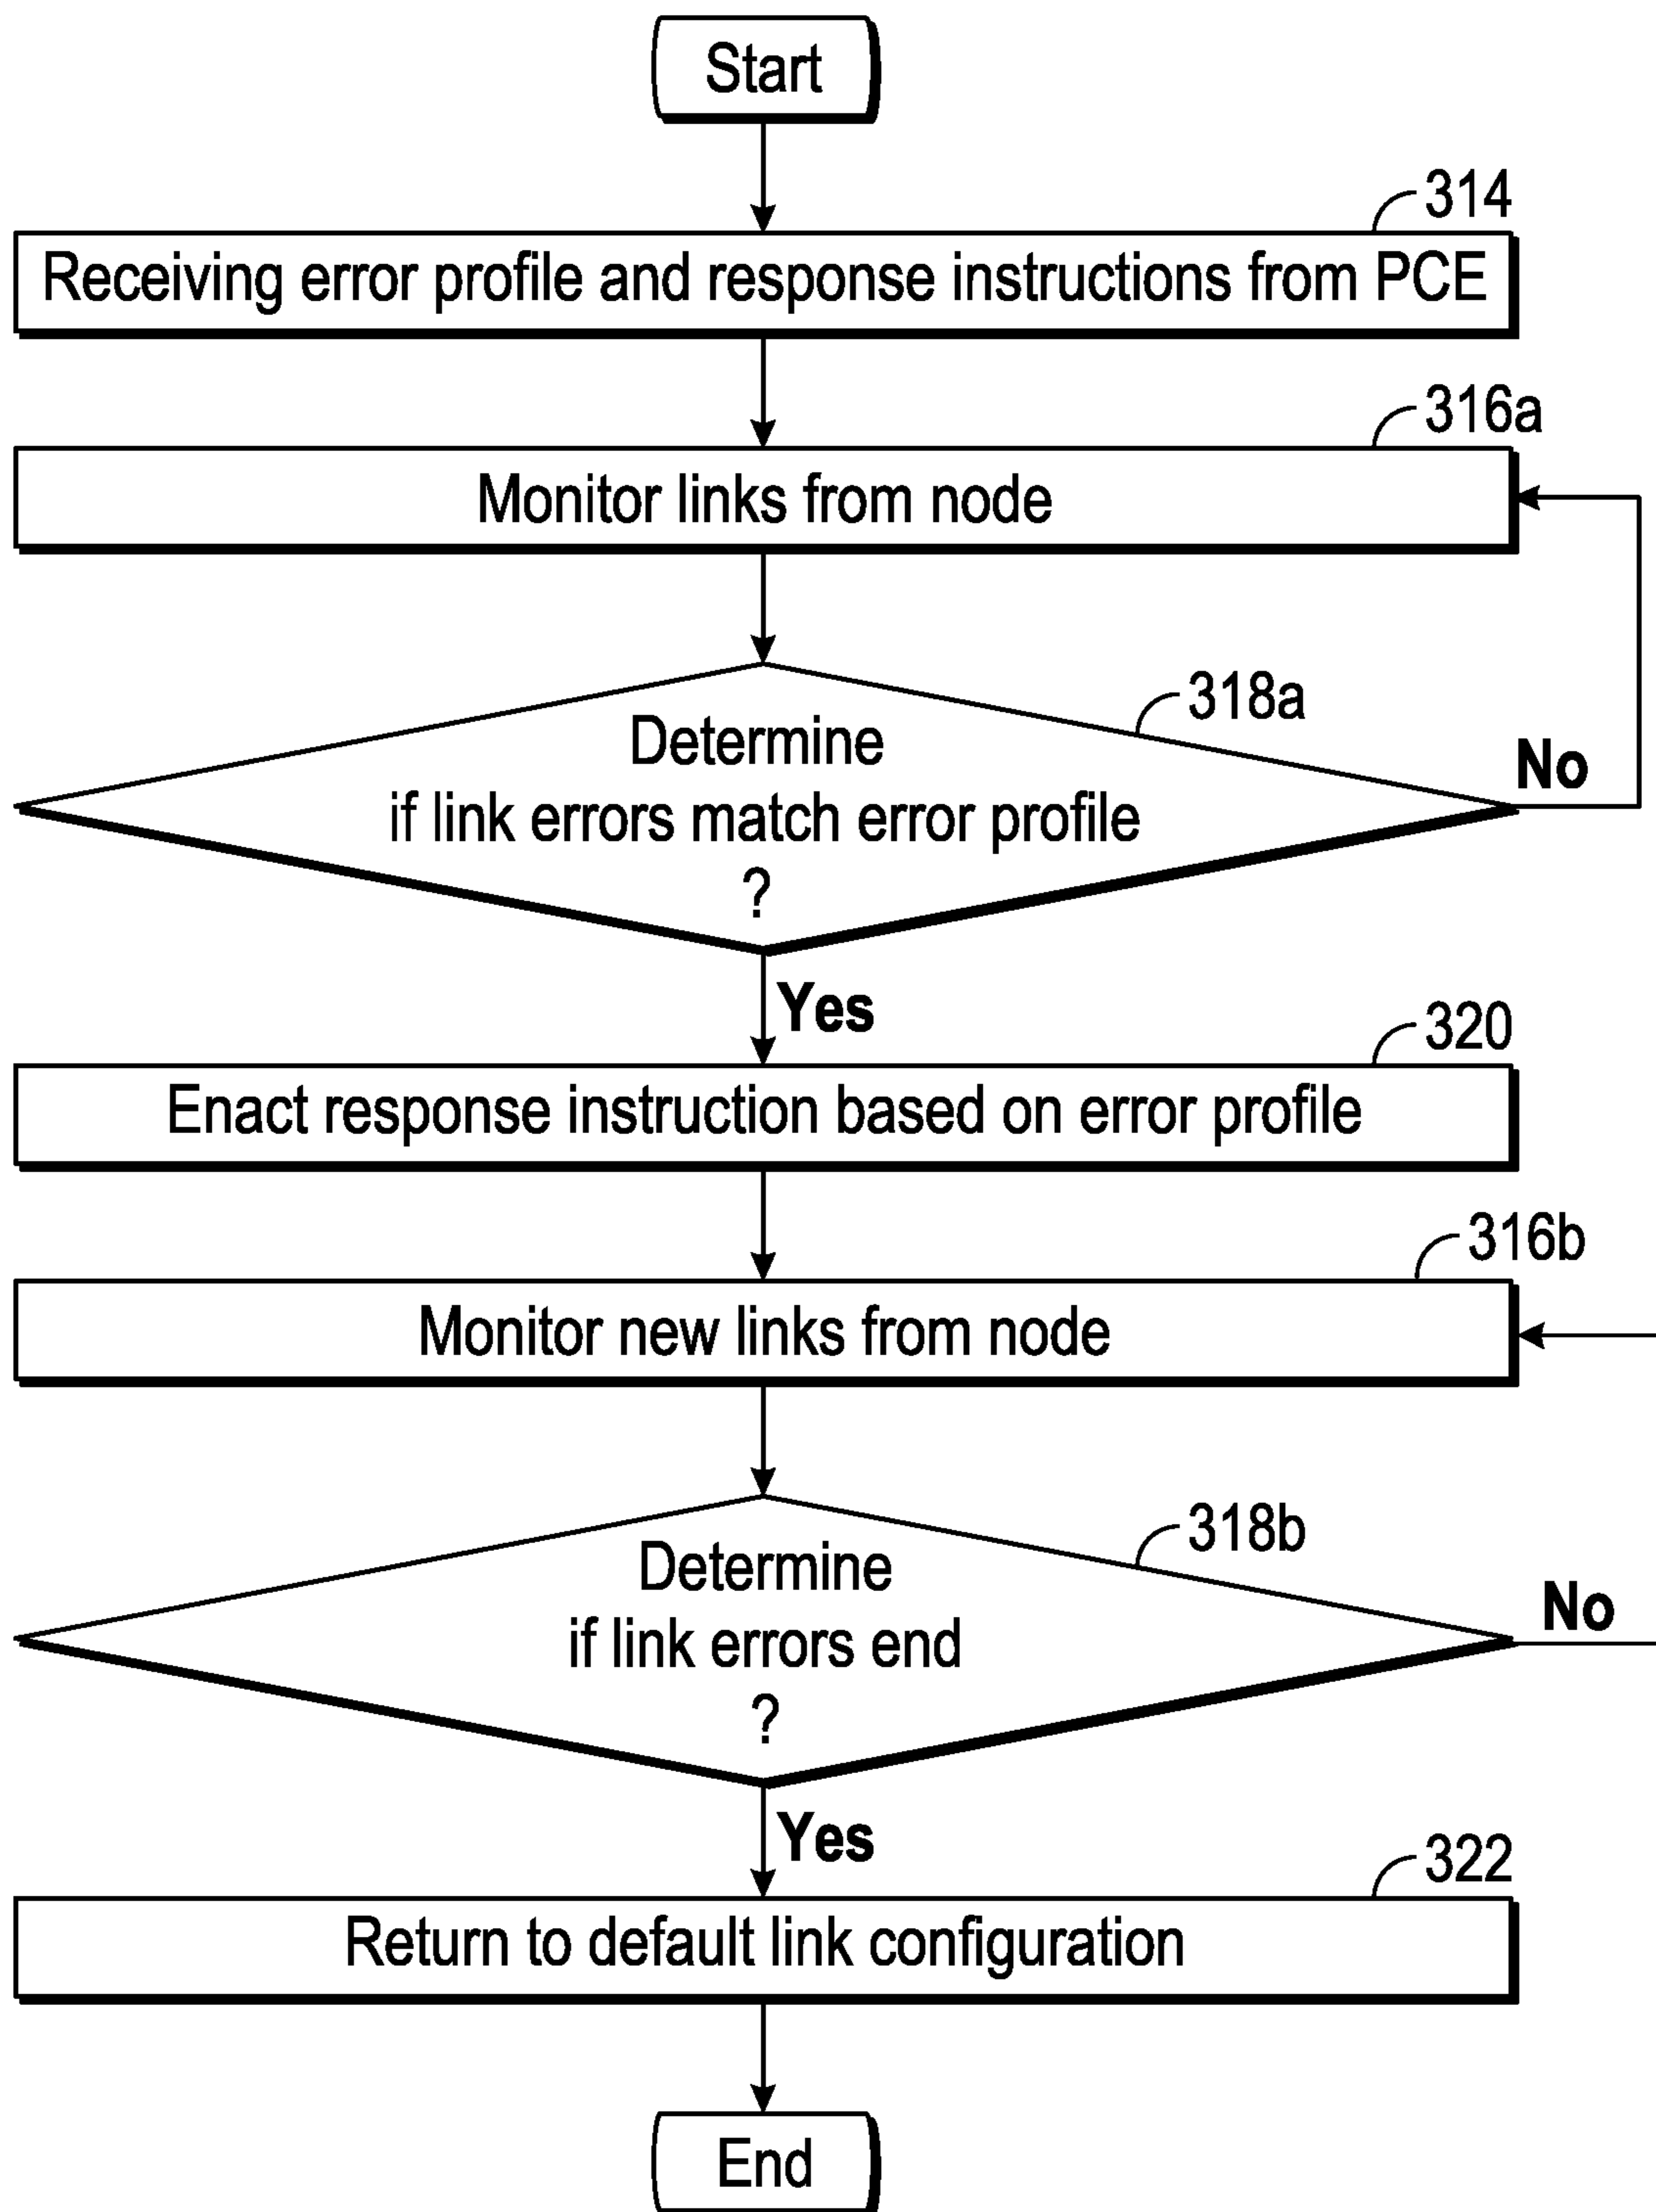 Start
314
Receiving error profile and response instructions from PCE
316a
Monitor links from node
318a
Determine
if link errors match error profile
?
No
Yes
320
Enact response instruction based on error profile
316b
Monitor new links from node
318b
Determine
if link errors end
?
No
Yes
322
Return to default link configuration
End